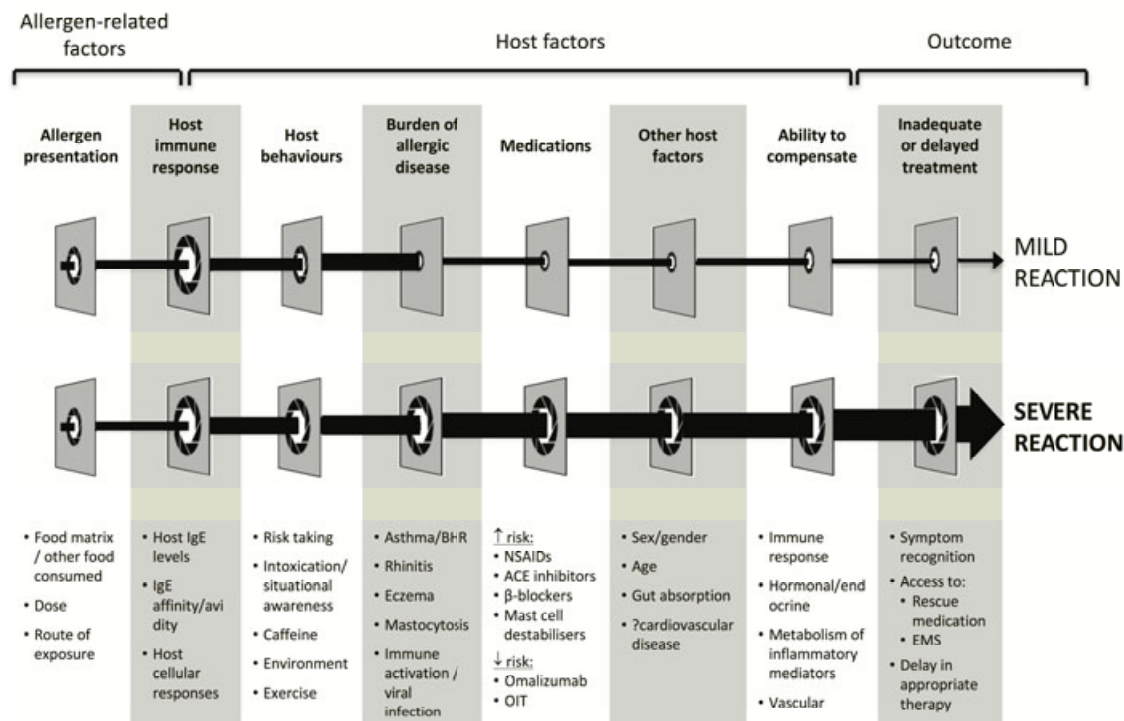 Allergen-related
factors
Host factors
Outcome
Allergen
presentation
Host
immune
response
Host
behaviours
Burden of
allergic
disease
Medications
Other host
factors
Ability to
compensate
Inadequate
or delayed
treatment
MILD
REACTION
SEVERE
REACTION
• Food matrix
/ other food
consumed
• Dose
• Route of
exposure
• Host IgE
levels
• IgE
affinity/avi
dity
• Host
cellular
responses
• Risk taking
• Intoxication/
situational
awareness
• Caffeine
• Environment
• Exercise
• Asthma/BHR
• Rhinitis
• Eczema
• Mastocytosis
• Immune
activation /
viral
infection
↑ risk:
• NSAIDs
• ACE inhibitors
• β-blockers
• Mast cell
destabilisers
↓ risk:
• Omalizumab
• OIT
• Sex/gender
• Age
• Gut absorption
• ?cardiovascular
disease
• Immune
response
• Hormonal/end
ocrine
• Metabolism of
inflammatory
mediators
• Vascular
• Symptom
recognition
• Access to:
• Rescue
medication
• EMS
• Delay in
appropriate
therapy